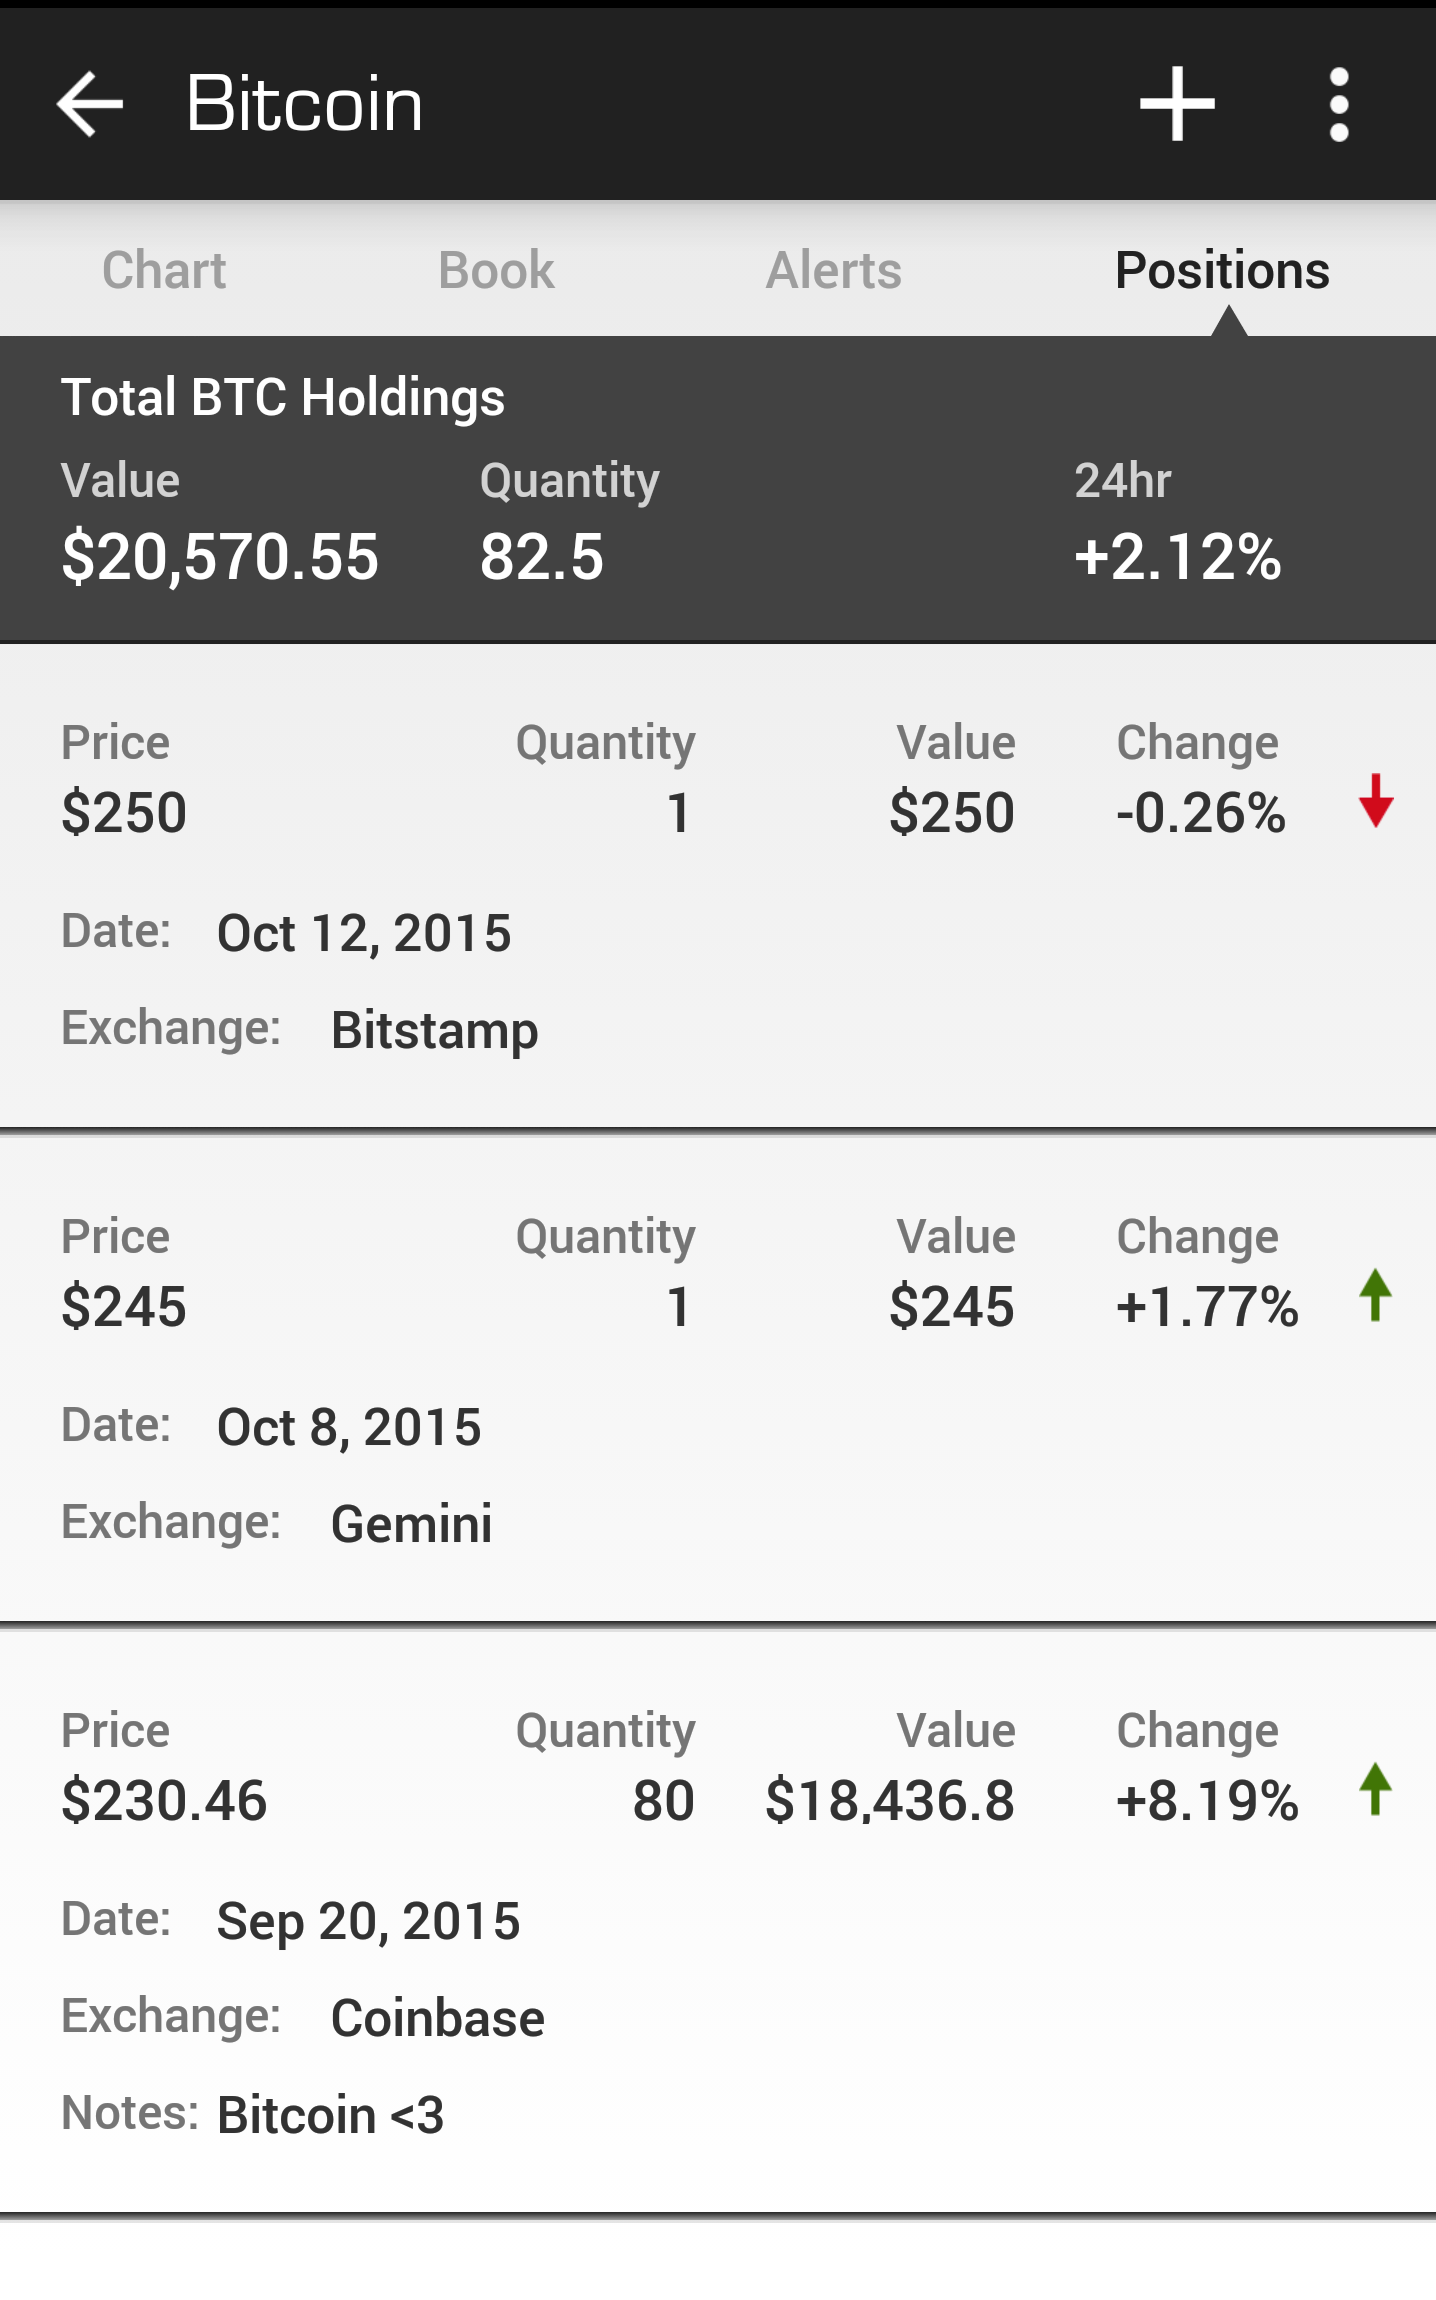 Bitcoin
Chart Book Alerts Positions
Total BTC Holdings
Value Quantity 24hr
$20,570.55 82.5 +2.12%
Price Quantity Value Change
$250 1 $250 -0.26%
Date: Oct 12, 2015
Exchange: Bitstamp
Price Quantity Value Change
$245 1 $245 +1.77%
Date: Oct 8, 2015
Exchange: Gemini
Price Quantity Value Change
$230.46 80 $18,436.8 +8.19%
Date: Sep 20, 2015
Exchange: Coinbase
Notes: Bitcoin <3